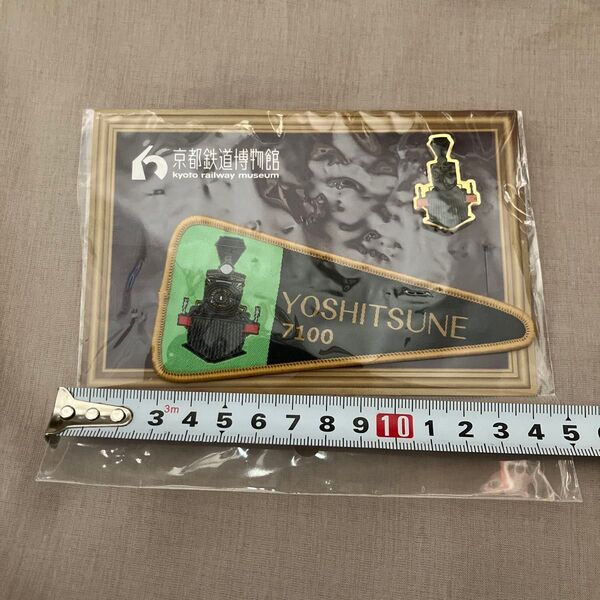 京都鉄道博物館
kyoto railway museum
YOSHITSUNE
7100
3m
3 4 5 6 7 8 9 10 1 2 3 4 5 6